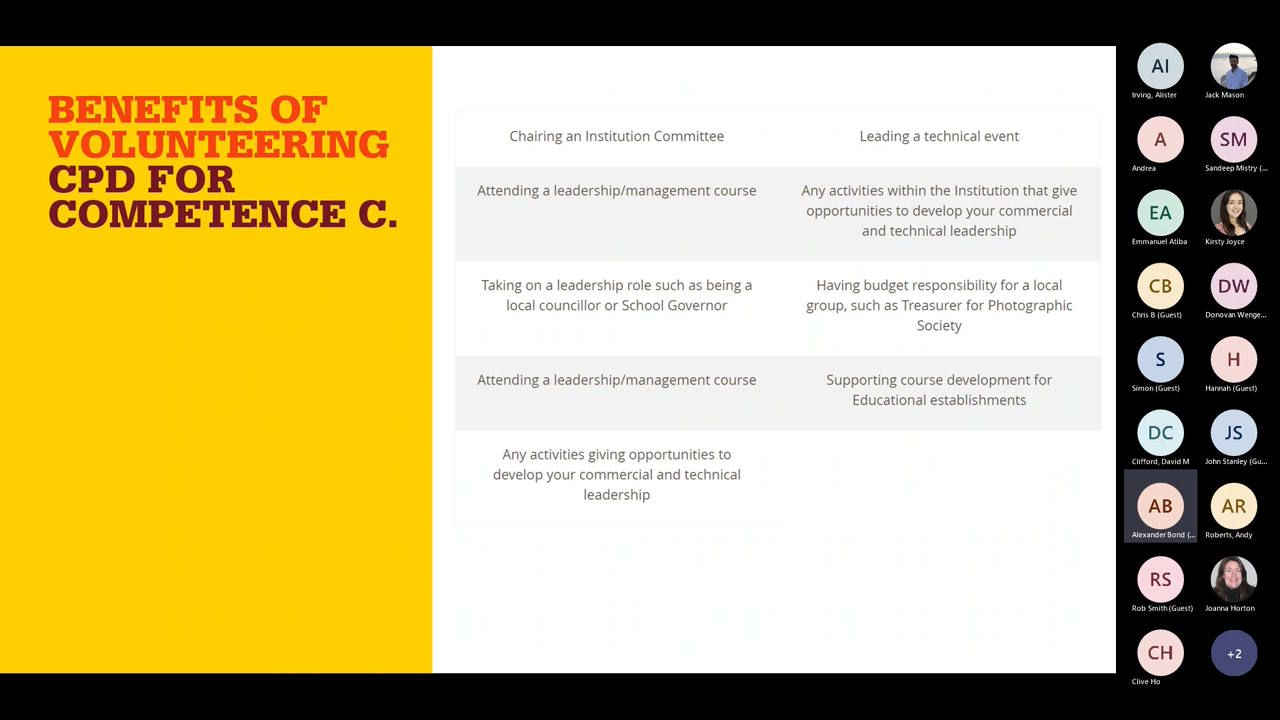 BENEFITS OF
VOLUNTEERING
CPD FOR
COMPETENCE C.
Chairing an Institution Committee
Leading a technical event
Attending a leadership/management course
Any activities within the Institution that give
opportunities to develop your commercial
and technical leadership
Taking on a leadership role such as being a
local councillor or School Governor
Having budget responsibility for a local
group, such as Treasurer for Photographic
Society
Attending a leadership/management course
Supporting course development for
Educational establishments
Any activities giving opportunities to
develop your commercial and technical
leadership
AI
Irving, Alister
Jack Mason
A
Andrea
SM
Sandeep Mistry (...
EA
Emmanuel Atiba
Kirsty Joyce
CB
Chris B (Guest)
DW
Donovan Wenge...
S
Simon (Guest)
H
Hannah (Guest)
DC
Clifford, David M
JS
John Stanley (Gu...
AB
Alexander Bond (...
AR
Roberts, Andy
RS
Rob Smith (Guest)
Joanna Horton
CH
Clive Ho
+2